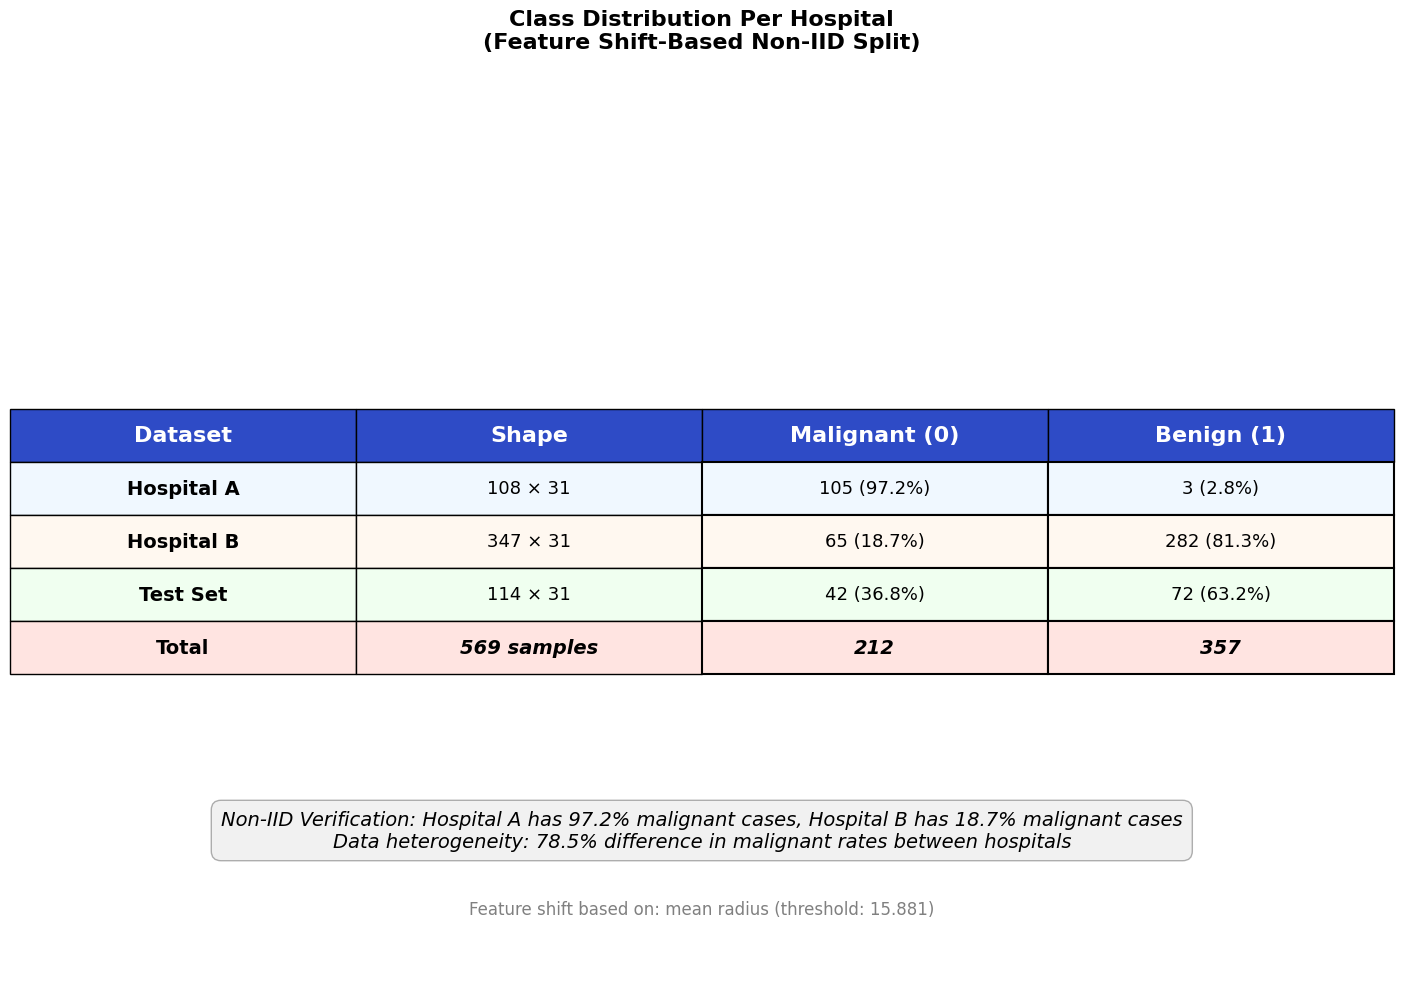 Class Distribution Per Hospital
(Feature Shift-Based Non-IID Split)
Dataset Shape Malignant (0) Benign (1)
Hospital A 108 × 31 105 (97.2%) 3 (2.8%)
Hospital B 347 × 31 65 (18.7%) 282 (81.3%)
Test Set 114 × 31 42 (36.8%) 72 (63.2%)
Total 569 samples 212 357
Non-IID Verification: Hospital A has 97.2% malignant cases, Hospital B has 18.7% malignant cases
Data heterogeneity: 78.5% difference in malignant rates between hospitals
Feature shift based on: mean radius (threshold: 15.881)